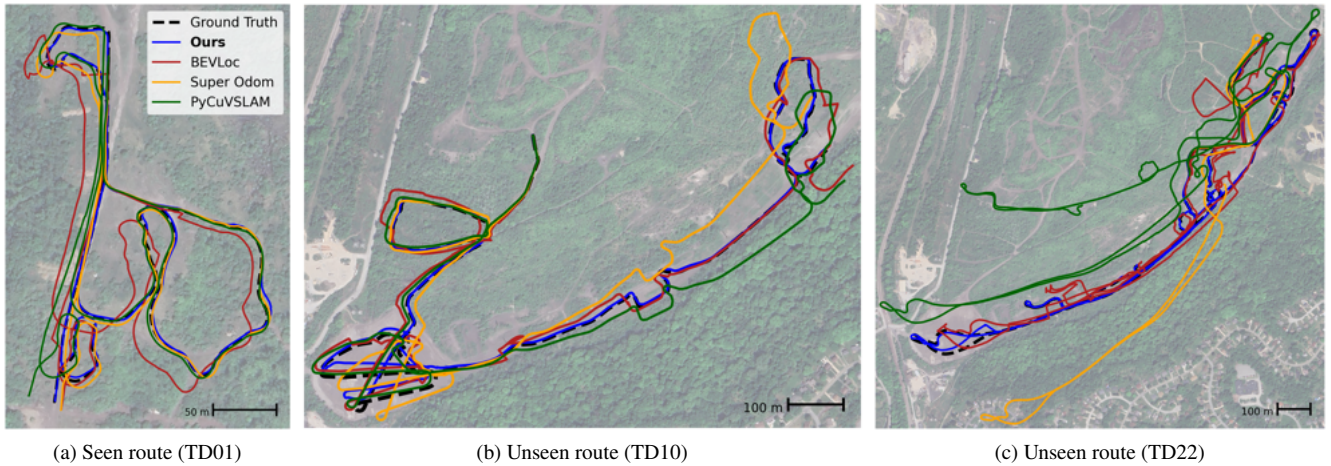 Ground Truth
Ours
BEVLoc
Super Odom
PyCuVSLAM
50 m
100 m
100 m
(a) Seen route (TD01)
(b) Unseen route (TD10)
(c) Unseen route (TD22)